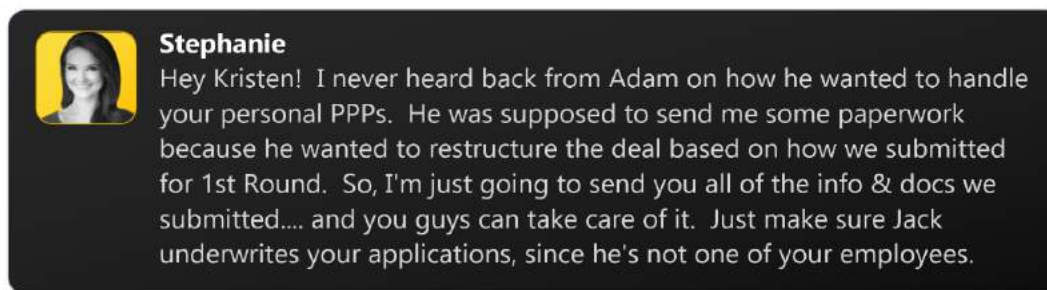 Stephanie
Hey Kristen!  I never heard back from Adam on how he wanted to handle
your personal PPPs.  He was supposed to send me some paperwork
because he wanted to restructure the deal based on how we submitted
for 1st Round.  So, I'm just going to send you all of the info & docs we
submitted.... and you guys can take care of it.  Just make sure Jack
underwrites your applications, since he's not one of your employees.